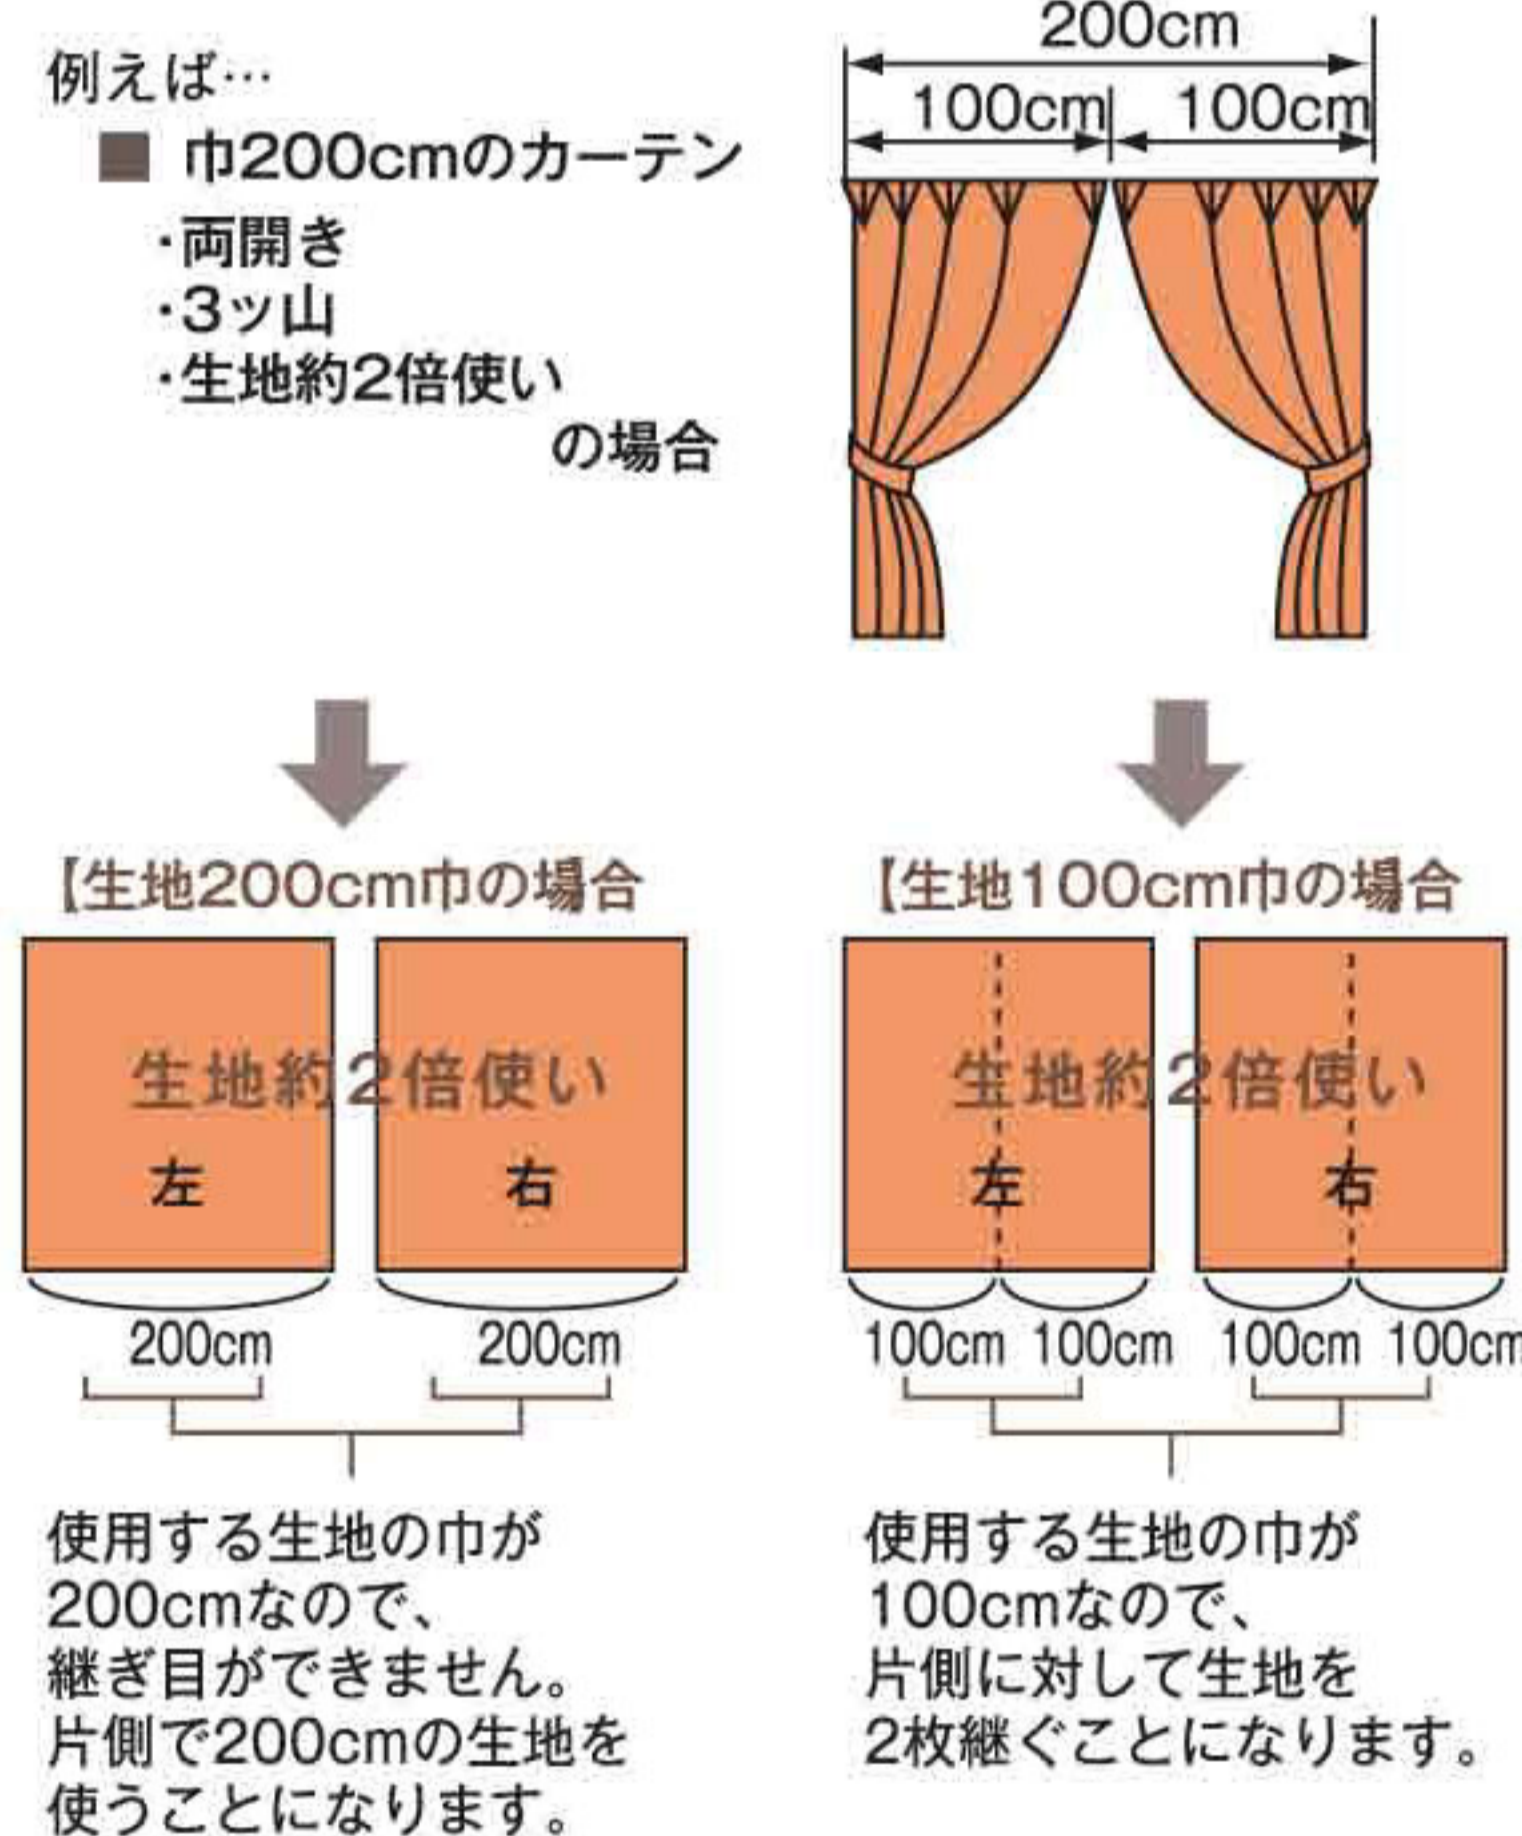 例えば…
■ 巾200cmのカーテン
・両開き
・3ッ山
・生地約2倍使い
の場合
200cm
100cm 100cm
【生地200cm巾の場合
生地約2倍使い
左 右
200cm 200cm
使用する生地の巾が
200cmなので、
継ぎ目ができません。
片側で200cmの生地を
使うことになります。
【生地100cm巾の場合
生地約2倍使い
左 右
100cm 100cm 100cm 100cm
使用する生地の巾が
100cmなので、
片側に対して生地を
2枚継ぐことになります。